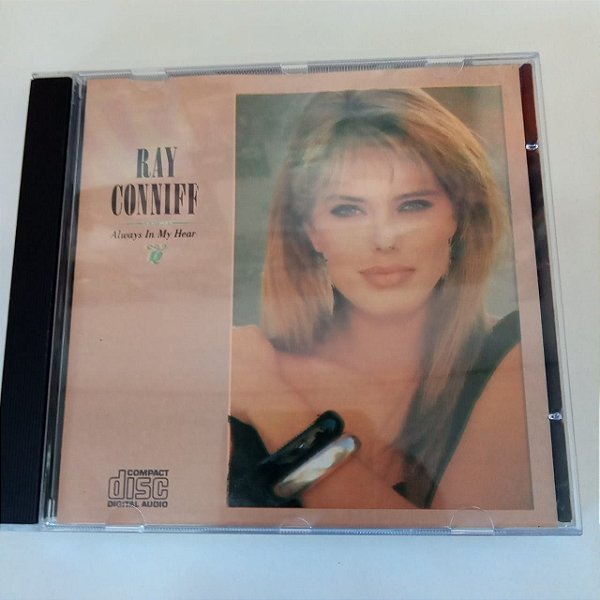 RAY
CONNIFF
Always In My Hear
COMPACT
disc
DIGITAL AUDIO